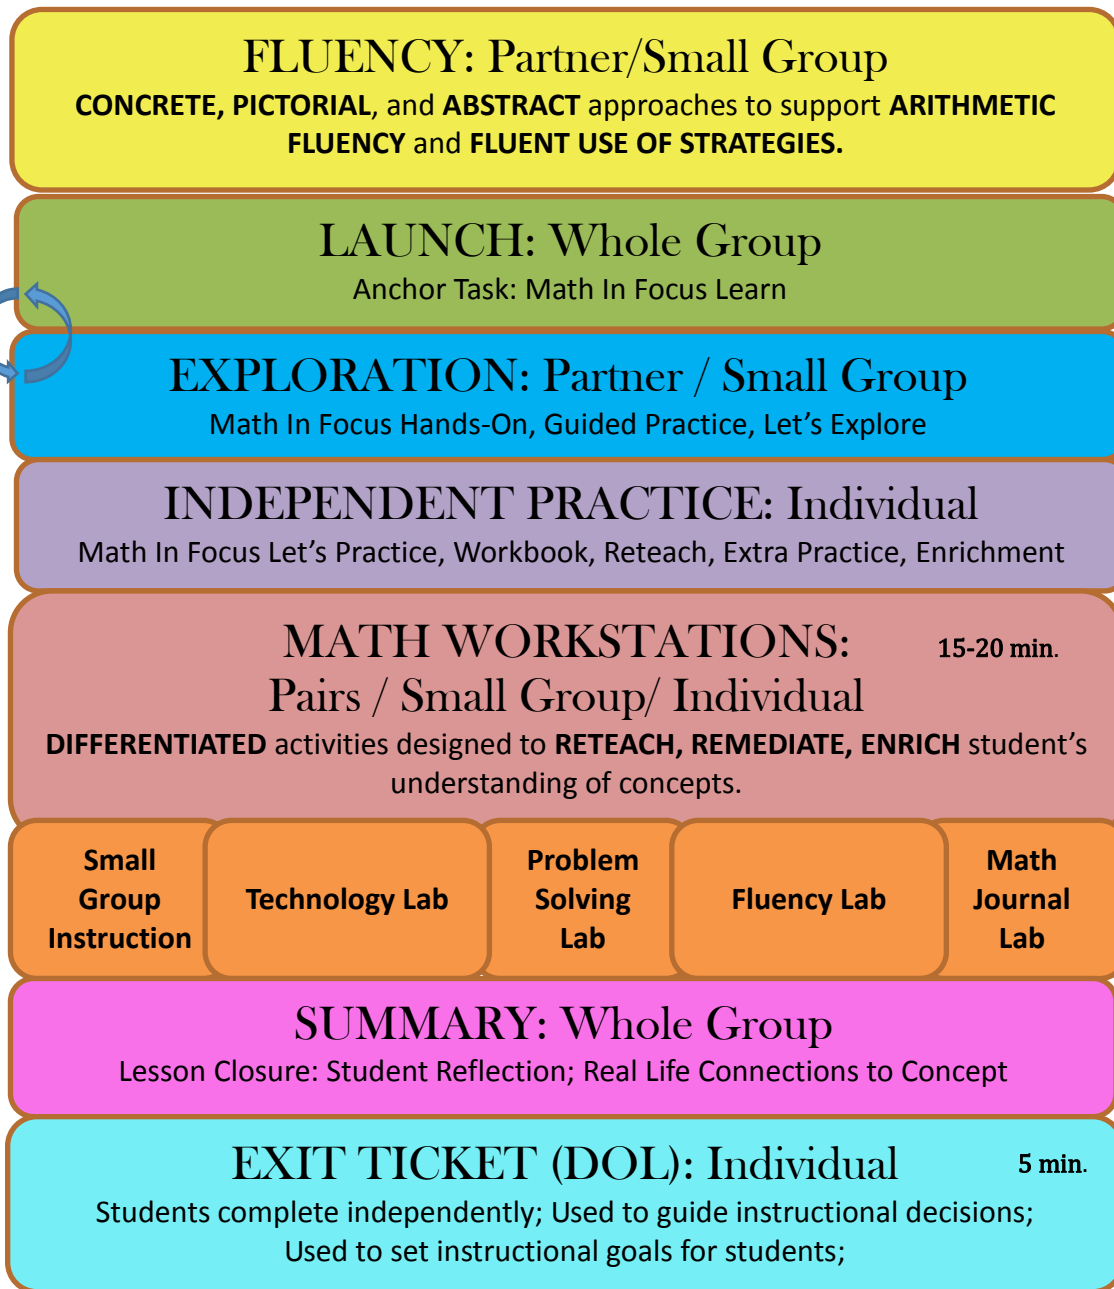 FLUENCY: Partner/Small Group
CONCRETE, PICTORIAL, and ABSTRACT approaches to support ARITHMETIC
FLUENCY and FLUENT USE OF STRATEGIES.
LAUNCH: Whole Group
Anchor Task: Math In Focus Learn
EXPLORATION: Partner / Small Group
Math In Focus Hands-On, Guided Practice, Let's Explore
INDEPENDENT PRACTICE: Individual
Math In Focus Let's Practice, Workbook, Reteach, Extra Practice, Enrichment
MATH WORKSTATIONS:
15-20 min.
Pairs / Small Group/ Individual
DIFFERENTIATED activities designed to RETEACH, REMEDIATE, ENRICH student's
understanding of concepts.
Small
Group
Instruction
Technology Lab
Problem
Solving
Lab
Fluency Lab
Math
Journal
Lab
SUMMARY: Whole Group
Lesson Closure: Student Reflection; Real Life Connections to Concept
EXIT TICKET (DOL): Individual
5 min.
Students complete independently; Used to guide instructional decisions;
Used to set instructional goals for students;